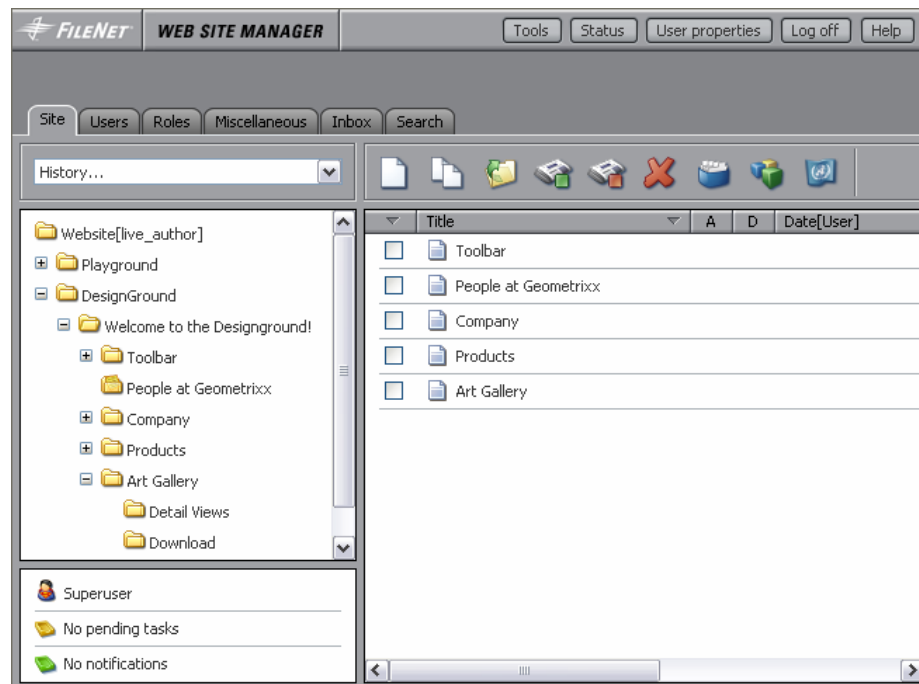 FILENET WEB SITE MANAGER Tools Status User properties Log off Help
Site Users Roles Miscellaneous Inbox Search
History...
Website[live_author]
Playground
DesignGround
Welcome to the Designground!
Toolbar
People at Geometrixx
Company
Products
Art Gallery
Detail Views
Download
Superuser
No pending tasks
No notifications
Title A D Date[User]
Toolbar
People at Geometrixx
Company
Products
Art Gallery